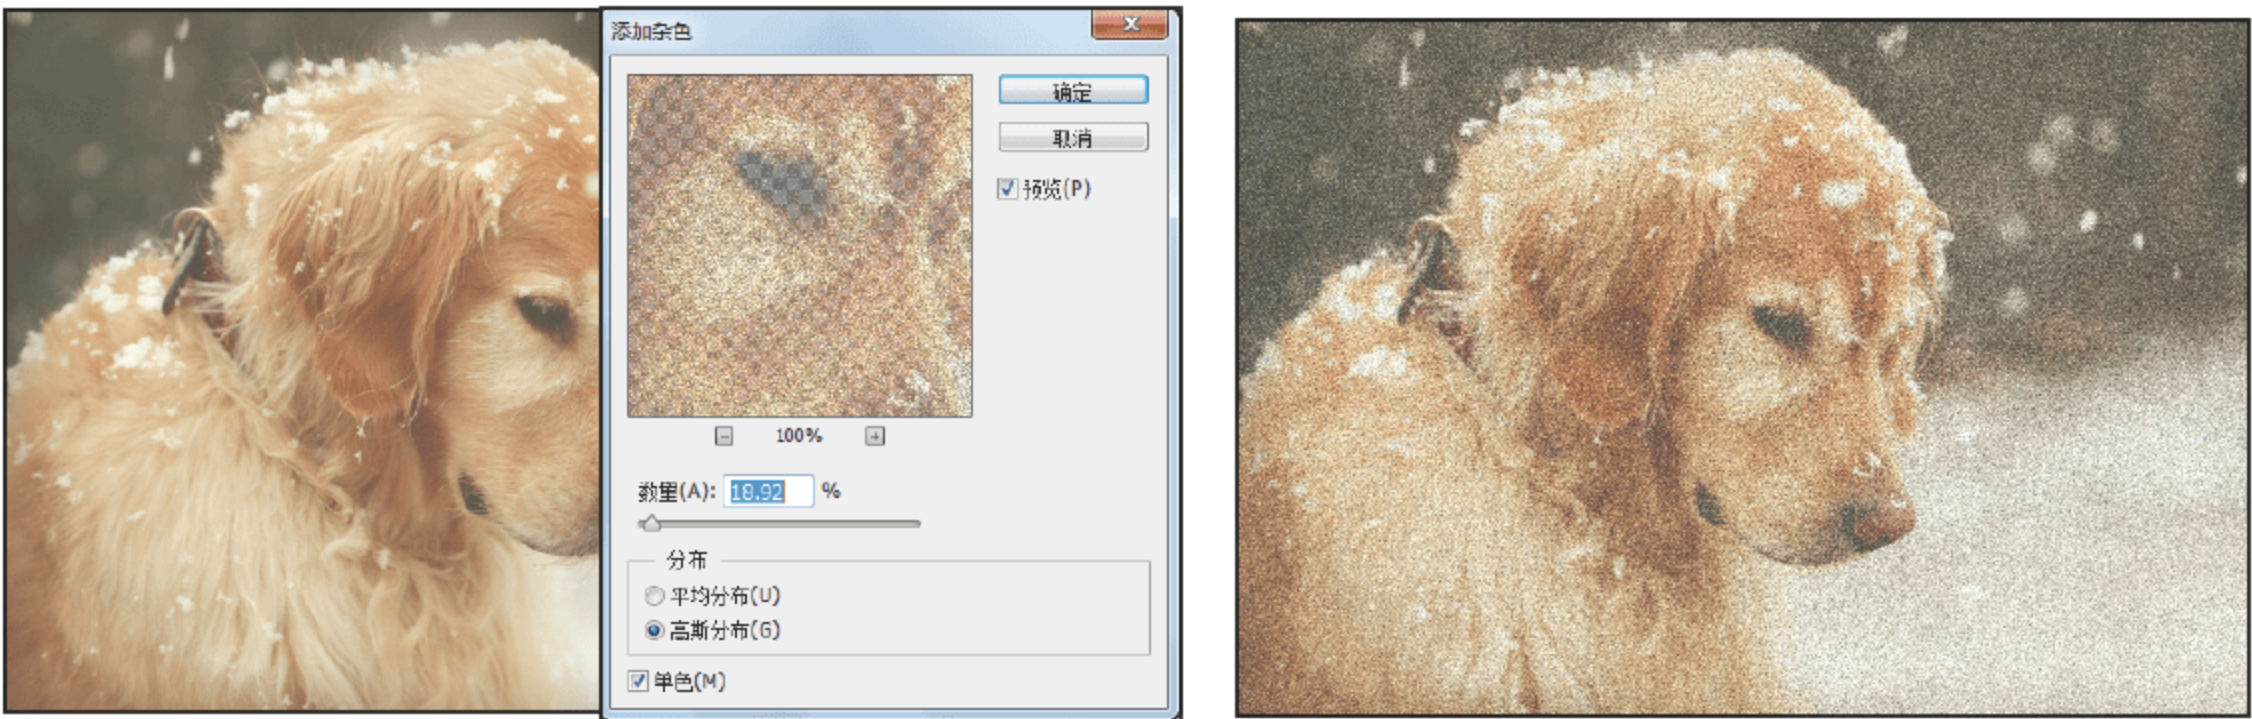 添加杂色
确定
取消
预览(P)
100%
数量(A): 18.92 %
分布
平均分布(U)
高斯分布(G)
单色(M)